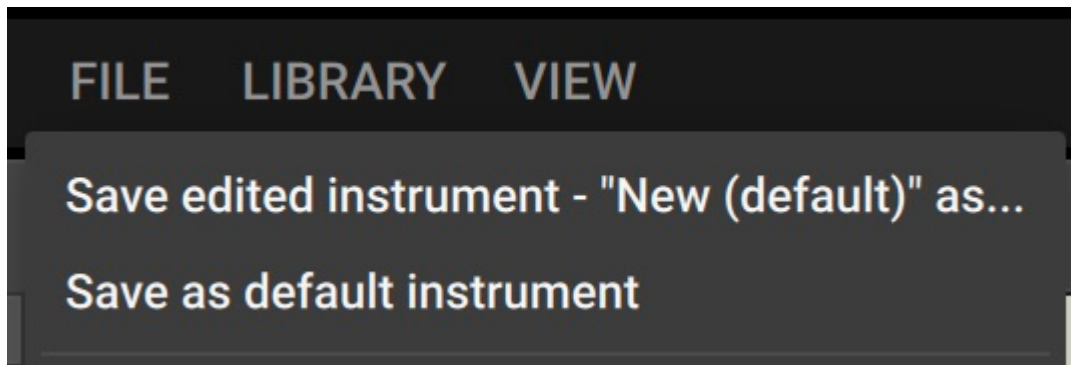 FILE LIBRARY VIEW
Save edited instrument - "New (default)" as...
Save as default instrument